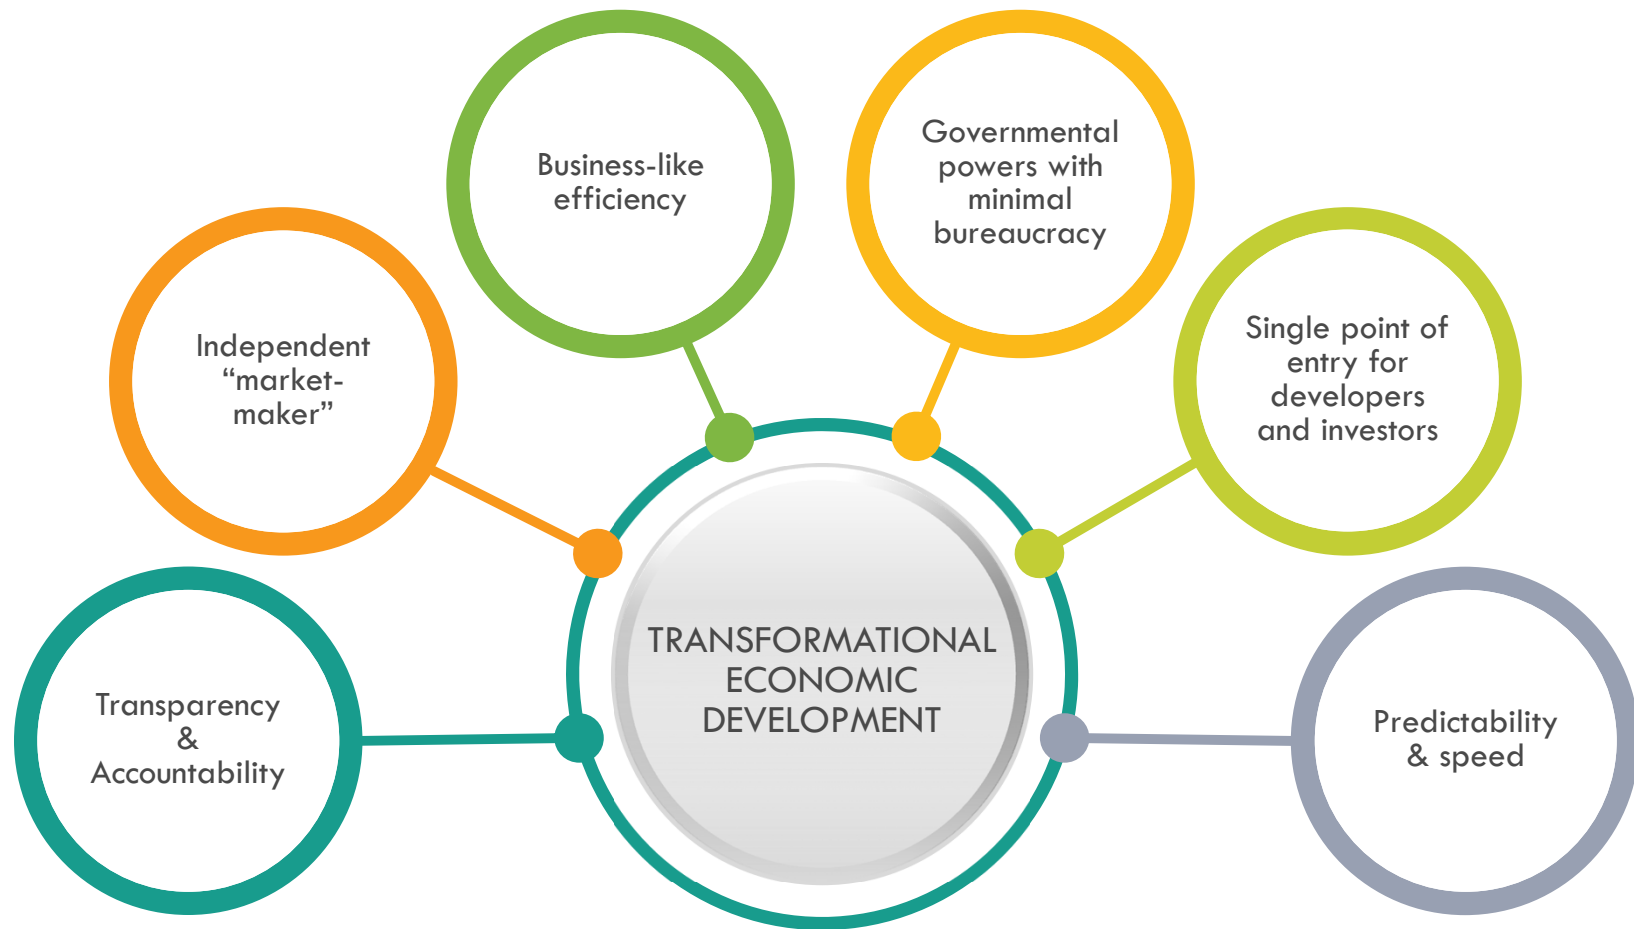 Business-like
efficiency
Governmental
powers with
minimal
bureaucracy
Independent
“market-
maker”
Single point of
entry for
developers
and investors
TRANSFORMATIONAL
ECONOMIC
DEVELOPMENT
Transparency
&
Accountability
Predictability
& speed